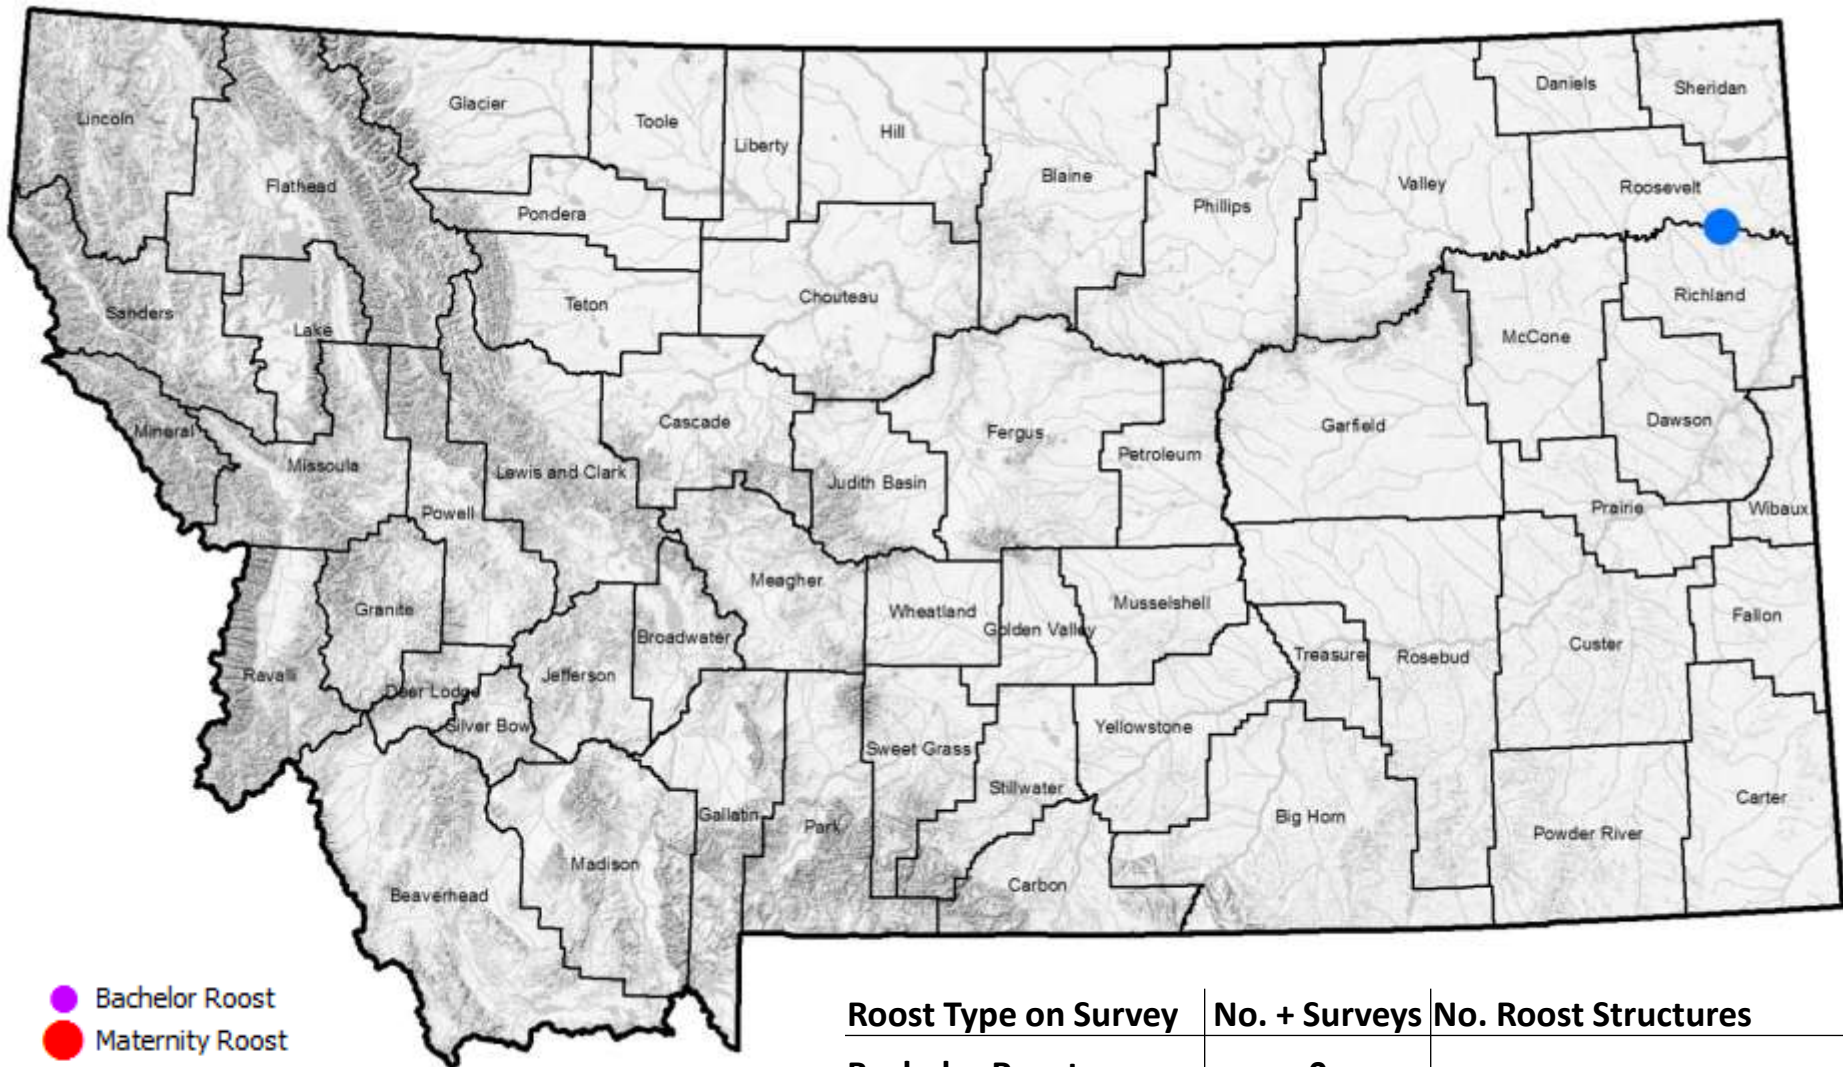 Lincoln
Glacier
Toole
Liberty
Hill
Blaine
Phillips
Valley
Daniels
Sheridan
Flathead
Pondera
Roosevelt
Sanders
Lake
Teton
Chouteau
McCone
Richland
Mineral
Missoula
Powell
Lewis and Clark
Cascade
Judith Basin
Fergus
Petroleum
Garfield
Dawson
Prairie
Wibaux
Granite
Meagher
Wheatland
Golden Valley
Musselshell
Broadwater
Ravalli
Deer Lodge
Jefferson
Silver Bow
Treasure
Rosebud
Custer
Fallon
Sweet Grass
Stillwater
Yellowstone
Gallatin
Park
Big Horn
Powder River
Carter
Beaverhead
Madison
Carbon
Bachelor Roost
Maternity Roost
Roost Type on Survey No. + Surveys No. Roost Structures